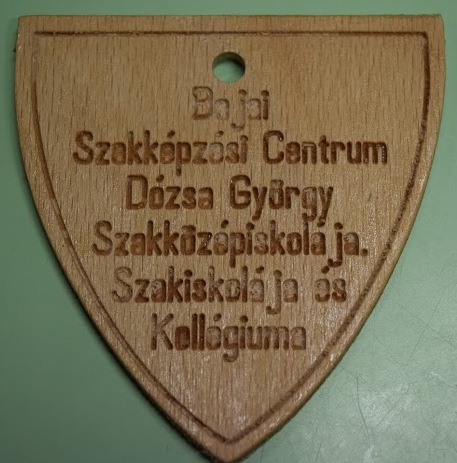 Bajai
Szakképzési Centrum
Dózsa György
Szakközépiskolája.
Szakiskolája és
Kollégiuma